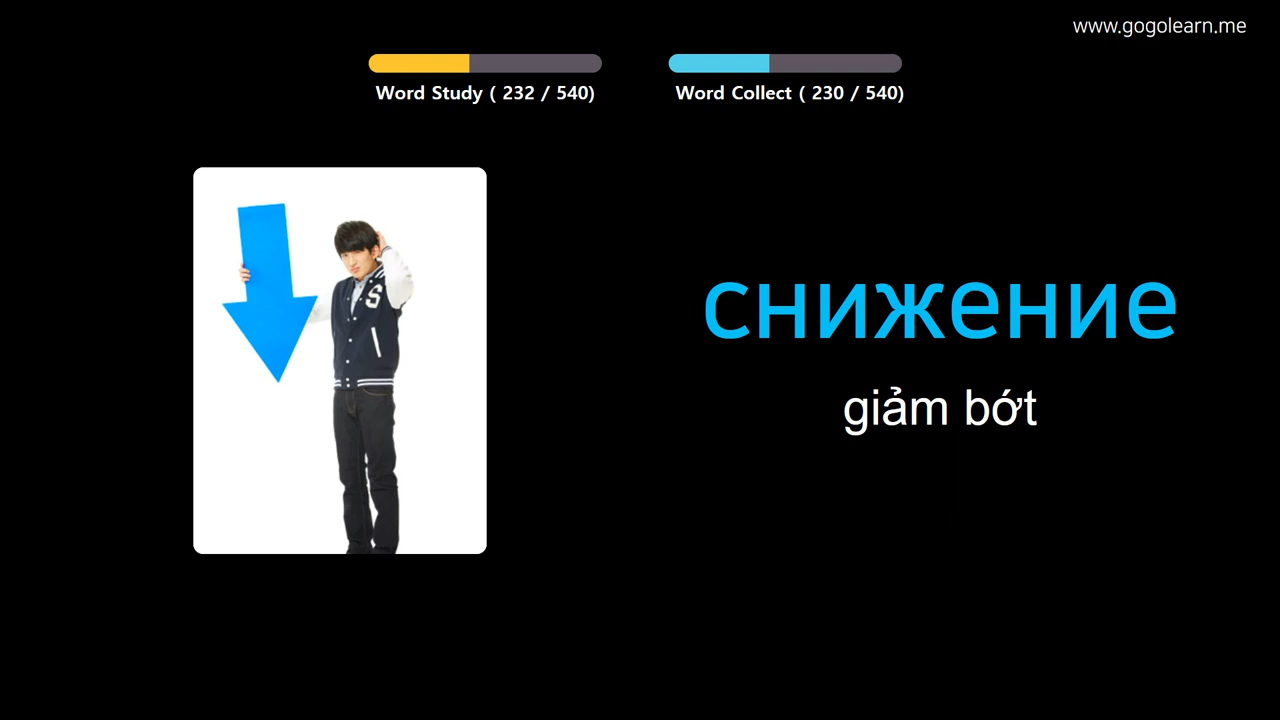 www.gogolearn.me
Word Study ( 232 / 540)
Word Collect ( 230 / 540)
S
снижение
giảm bớt